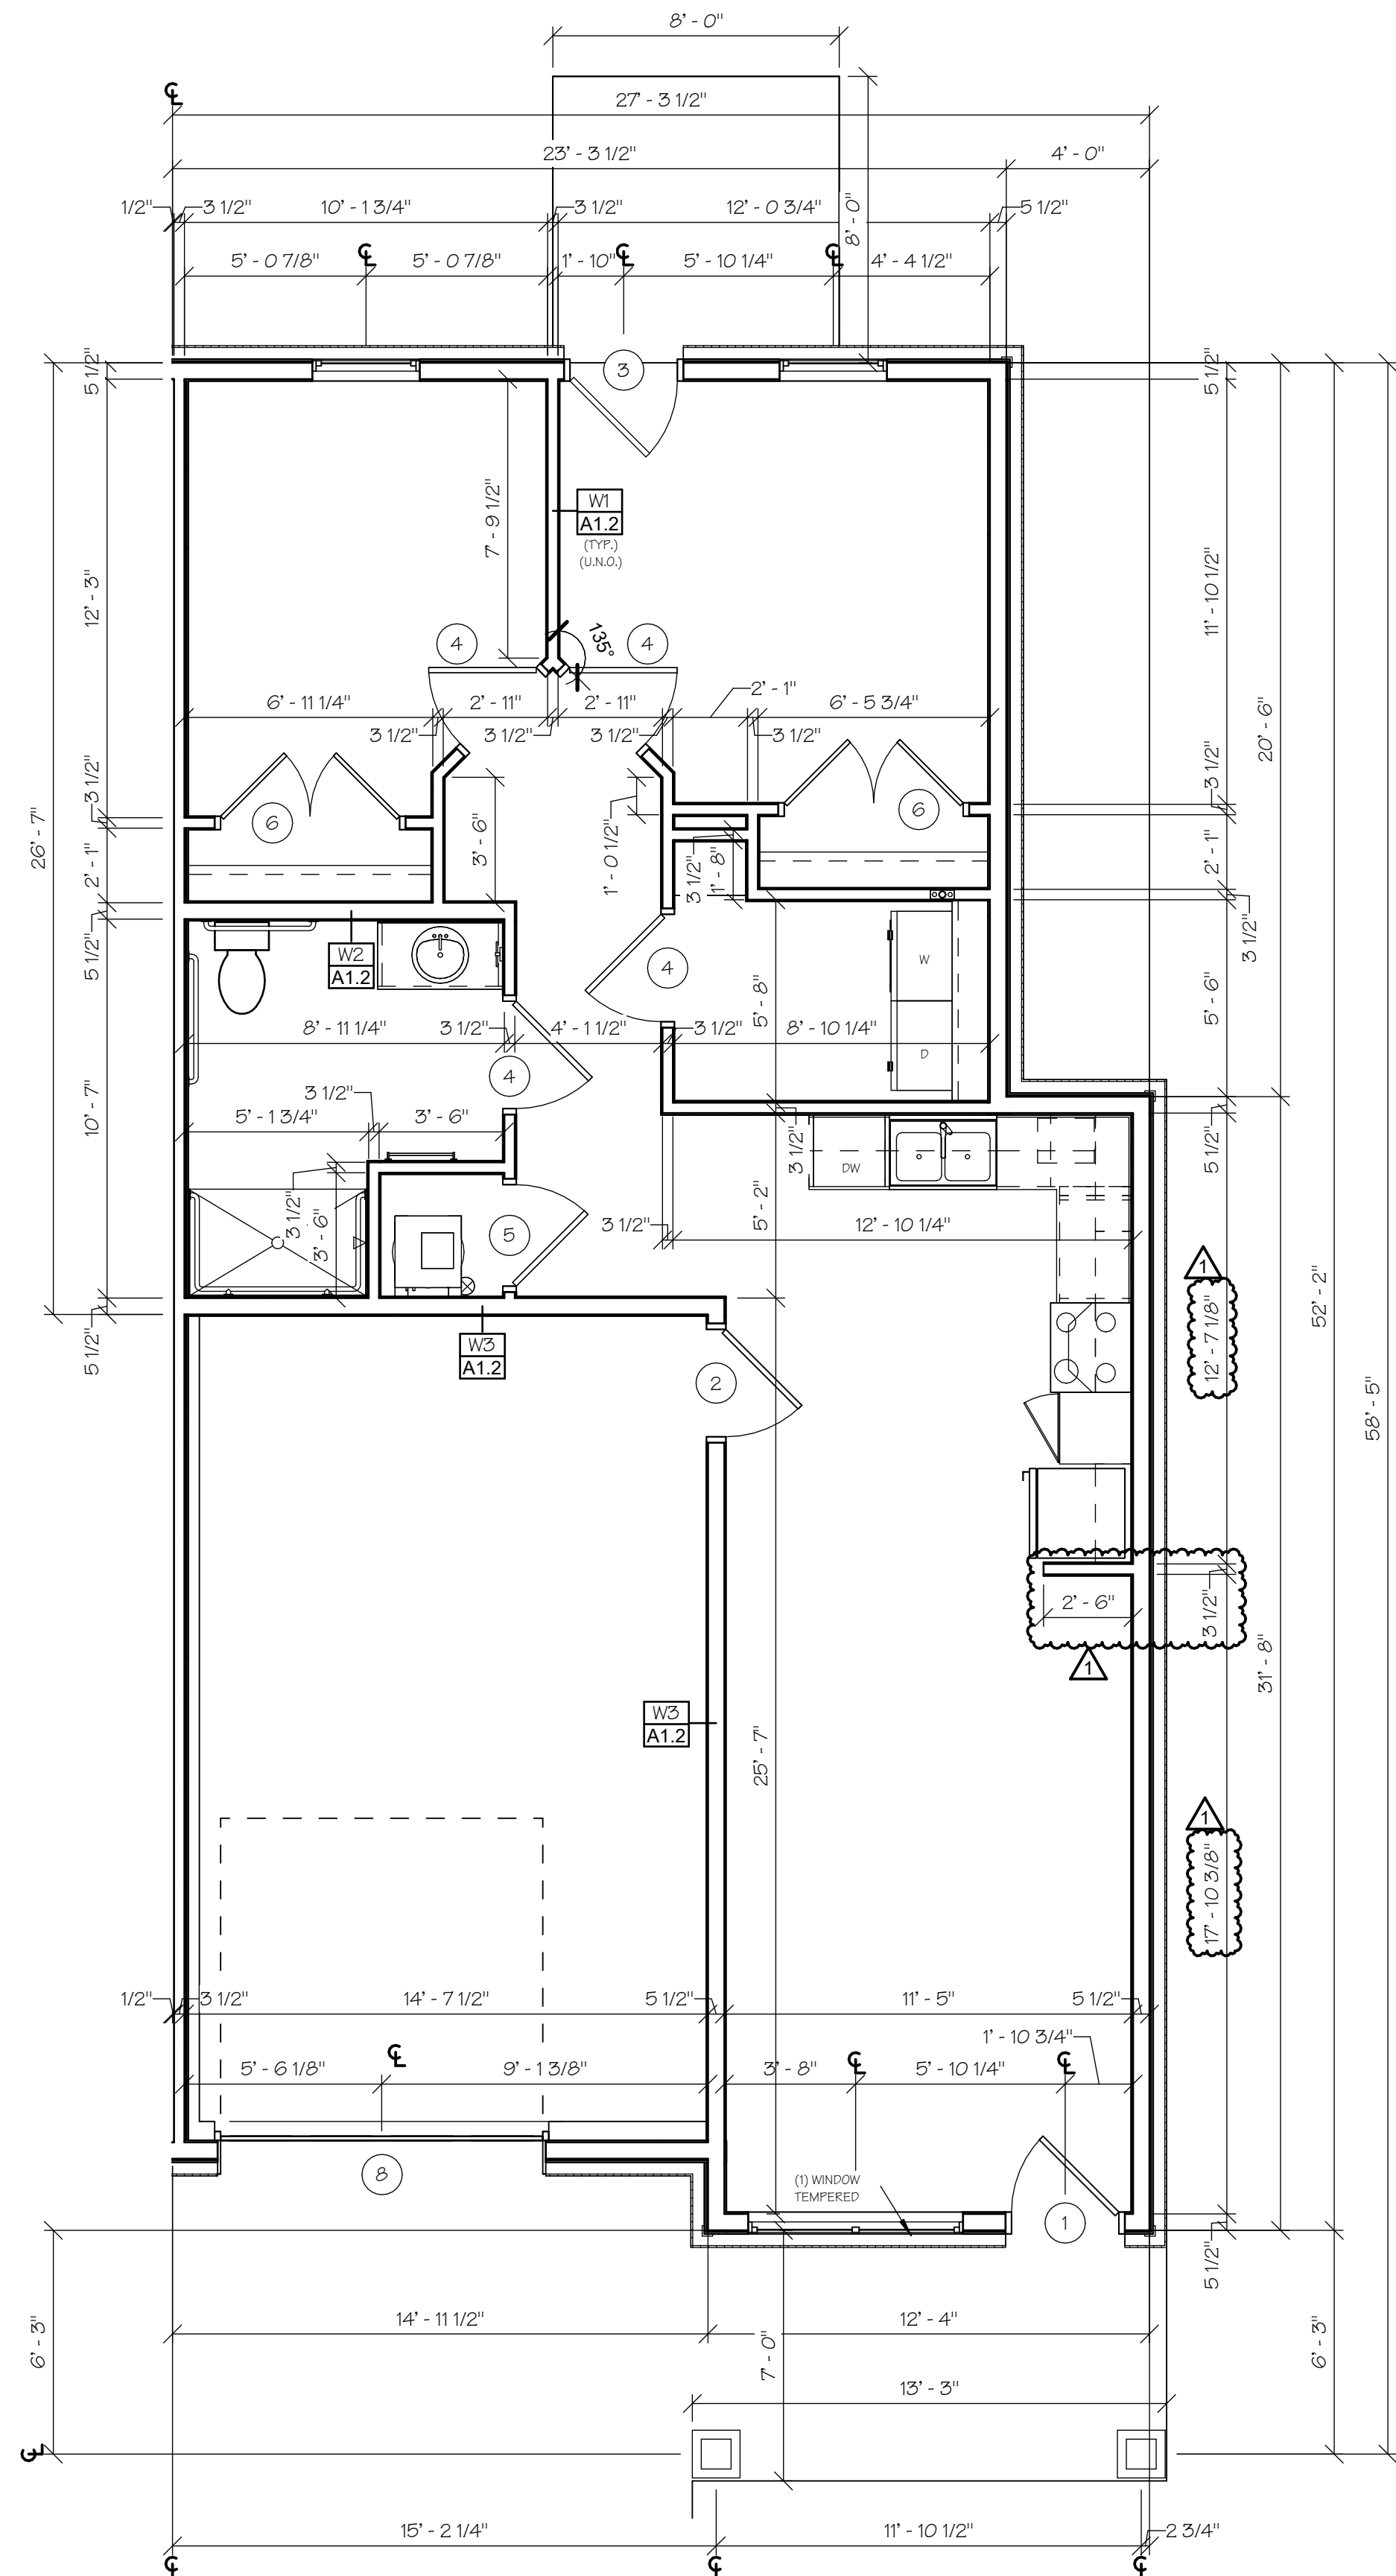 8' - 0"
℄
27' - 3 1/2"
23' - 3 1/2"
4' - 0"
1/2"
3 1/2"
10' - 1 3/4"
3 1/2"
12' - 0 3/4"
5 1/2"
8' - 0"
5' - 0 7/8"
℄
5' - 0 7/8"
1' - 10"
℄
5' - 10 1/4"
℄
4' - 4 1/2"
5 1/2"
3
5 1/2"
7' - 9 1/2"
W1
A1.2
(TYP.)
(U.N.O.)
12' - 3"
11' - 10 1/2"
4
135°
4
20' - 6"
6' - 11 1/4"
2' - 11"
2' - 11"
2' - 1"
6' - 5 3/4"
3 1/2"
3 1/2"
3 1/2"
3 1/2"
3 1/2"
3 1/2"
26' - 7"
6
3' - 6"
1' - 0 1/2"
3 1/2"
1' - 8"
6
2' - 1"
2' - 1"
5 1/2"
W2
A1.2
4
W
3 1/2"
5' - 8"
5' - 6"
8' - 11 1/4"
3 1/2"
4' - 1 1/2"
3 1/2"
8' - 10 1/4"
D
4
10' - 7"
3 1/2"
5' - 1 3/4"
3' - 6"
3 1/2"
5 1/2"
DW
3 1/2"
3' - 6"
5
5' - 2"
3 1/2"
12' - 10 1/4"
1
12' - 7 1/8"
52' - 2"
5 1/2"
W3
A1.2
2
58' - 5"
2' - 6"
3 1/2"
1
31' - 8"
W3
A1.2
25' - 7"
1
17' - 10 3/8"
1/2"
3 1/2"
14' - 7 1/2"
5 1/2"
11' - 5"
5 1/2"
1' - 10 3/4"
5' - 6 1/8"
℄
9' - 1 3/8"
3' - 8"
℄
5' - 10 1/4"
℄
8
(1) WINDOW
TEMPERED
1
5 1/2"
14' - 11 1/2"
12' - 4"
6' - 3"
7' - 0"
6' - 3"
13' - 3"
℄
15' - 2 1/4"
11' - 10 1/2"
2 3/4"
℄
℄
℄